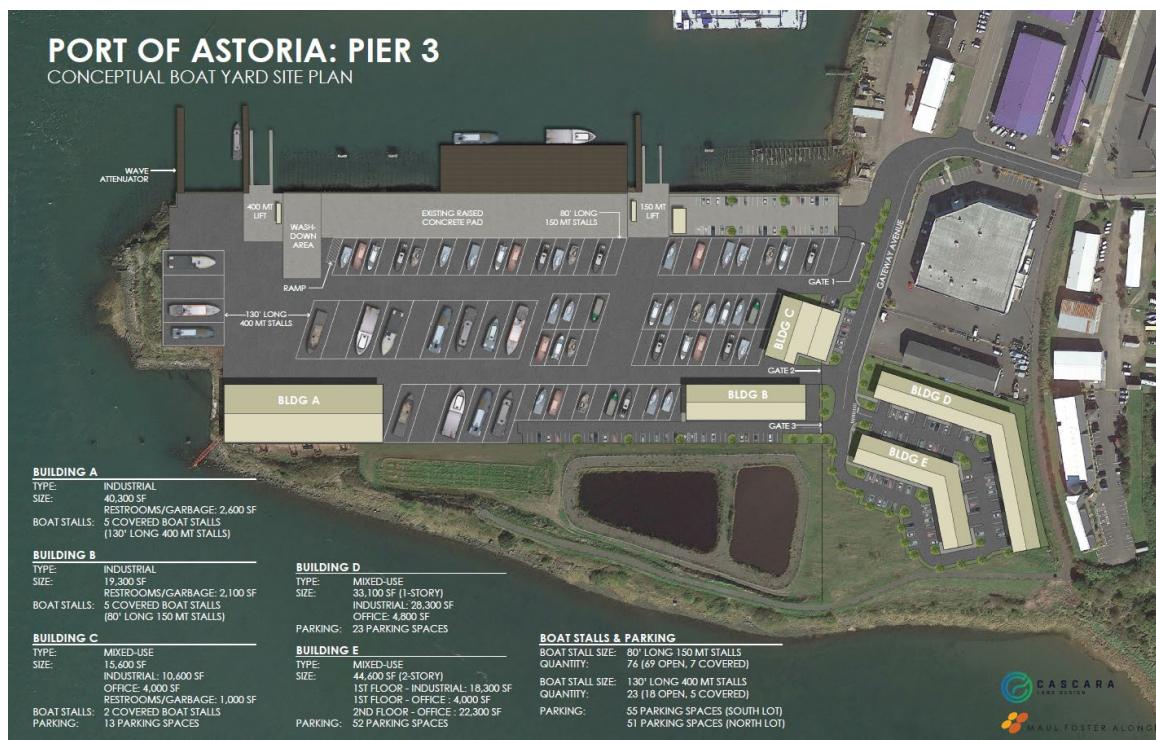 PORT OF ASTORIA: PIER 3
CONCEPTUAL BOAT YARD SITE PLAN
WAVE
ATTENUATOR
400 MT
LIFT
WASH-
DOWN
AREA
EXISTING RAISED
CONCRETE PAD
80' LONG
150 MT STALLS
150 MT
LIFT
RAMP
GATE 1
GATEWAY AVENUE
130' LONG
400 MT STALLS
BLDG C
GATE 2
BLDG A
BLDG B
GATE 3
BLDG D
BLDG E
BUILDING A
TYPE: INDUSTRIAL
SIZE: 40,300 SF
RESTROOMS/GARBAGE: 2,600 SF
BOAT STALLS: 5 COVERED BOAT STALLS
(130' LONG 400 MT STALLS)
BUILDING B
TYPE: INDUSTRIAL
SIZE: 19,300 SF
RESTROOMS/GARBAGE: 2,100 SF
BOAT STALLS: 5 COVERED BOAT STALLS
(80' LONG 150 MT STALLS)
BUILDING C
TYPE: MIXED-USE
SIZE: 15,600 SF
INDUSTRIAL: 10,600 SF
OFFICE: 4,000 SF
RESTROOMS/GARBAGE: 1,000 SF
BOAT STALLS: 2 COVERED BOAT STALLS
PARKING: 13 PARKING SPACES
BUILDING D
TYPE: MIXED-USE
SIZE: 33,100 SF (1-STORY)
INDUSTRIAL: 28,300 SF
OFFICE: 4,800 SF
PARKING: 23 PARKING SPACES
BUILDING E
TYPE: MIXED-USE
SIZE: 44,600 SF (2-STORY)
1ST FLOOR - INDUSTRIAL: 18,300 SF
1ST FLOOR - OFFICE : 4,000 SF
2ND FLOOR - OFFICE : 22,300 SF
PARKING: 52 PARKING SPACES
BOAT STALLS & PARKING
BOAT STALL SIZE: 80' LONG 150 MT STALLS
QUANTITY: 76 (69 OPEN, 7 COVERED)
BOAT STALL SIZE: 130' LONG 400 MT STALLS
QUANTITY: 23 (18 OPEN, 5 COVERED)
PARKING: 55 PARKING SPACES (SOUTH LOT)
51 PARKING SPACES (NORTH LOT)
CASCARA
LAND DESIGN
MAUL FOSTER ALONG